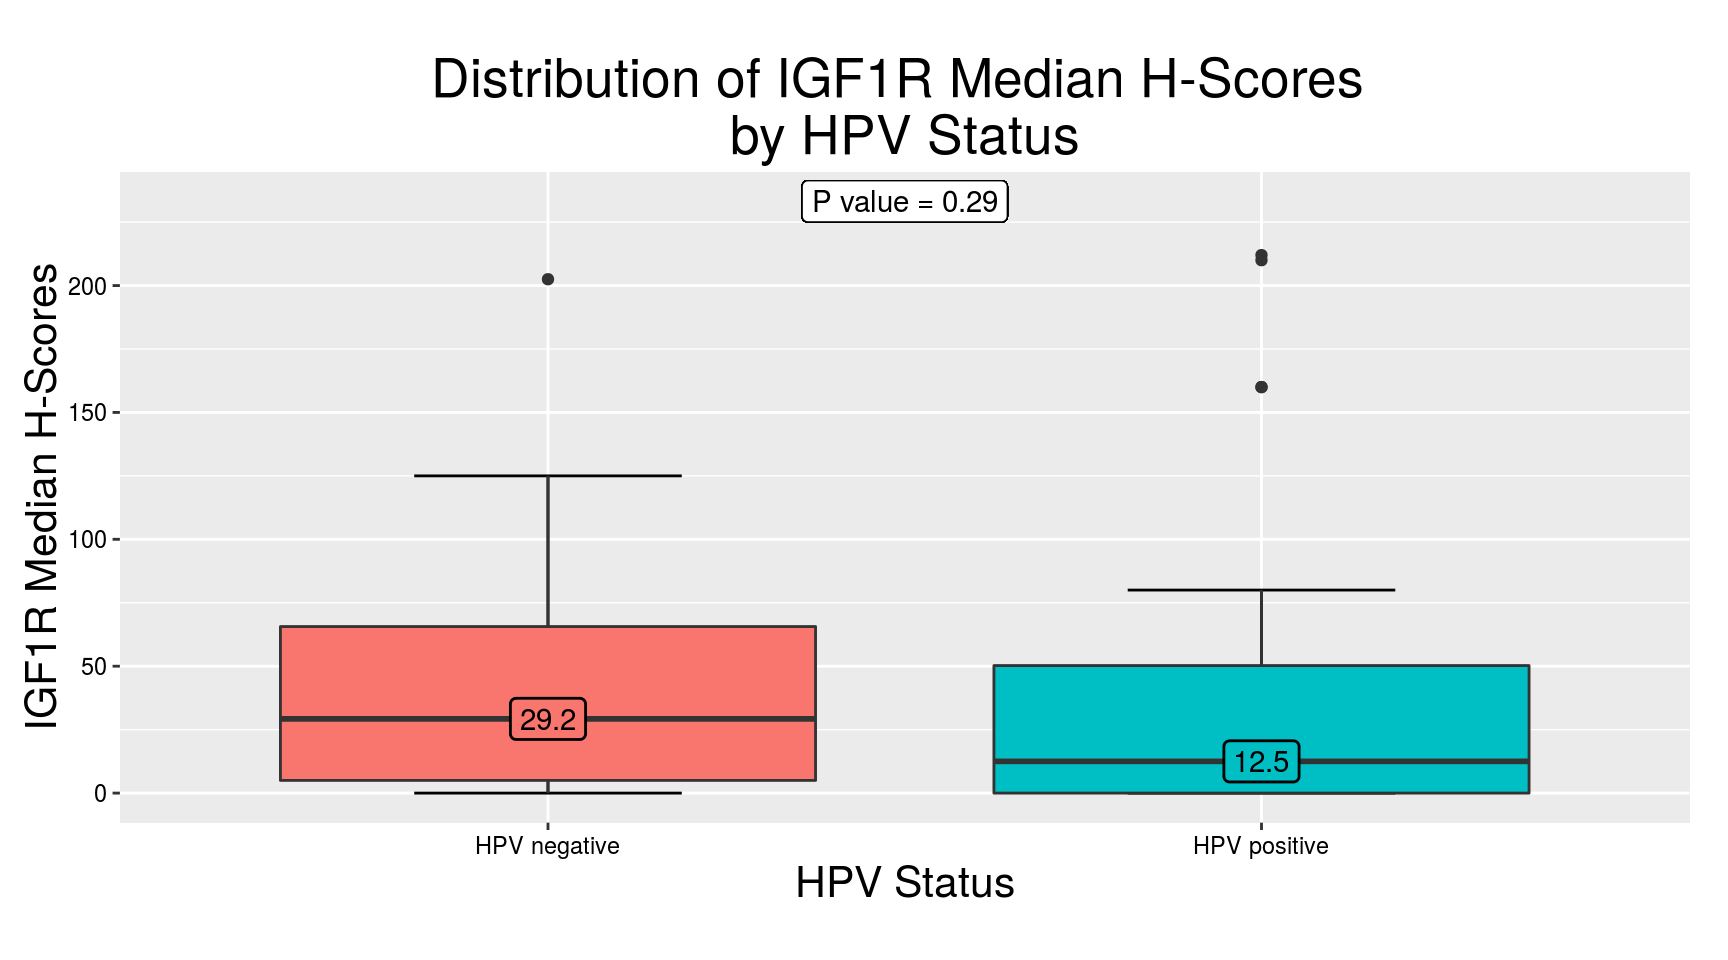 Distribution of IGF1R Median H-Scores
by HPV Status
P value = 0.29
IGF1R Median H-Scores
200
150
100
50
0
29.2
12.5
HPV negative
HPV positive
HPV Status